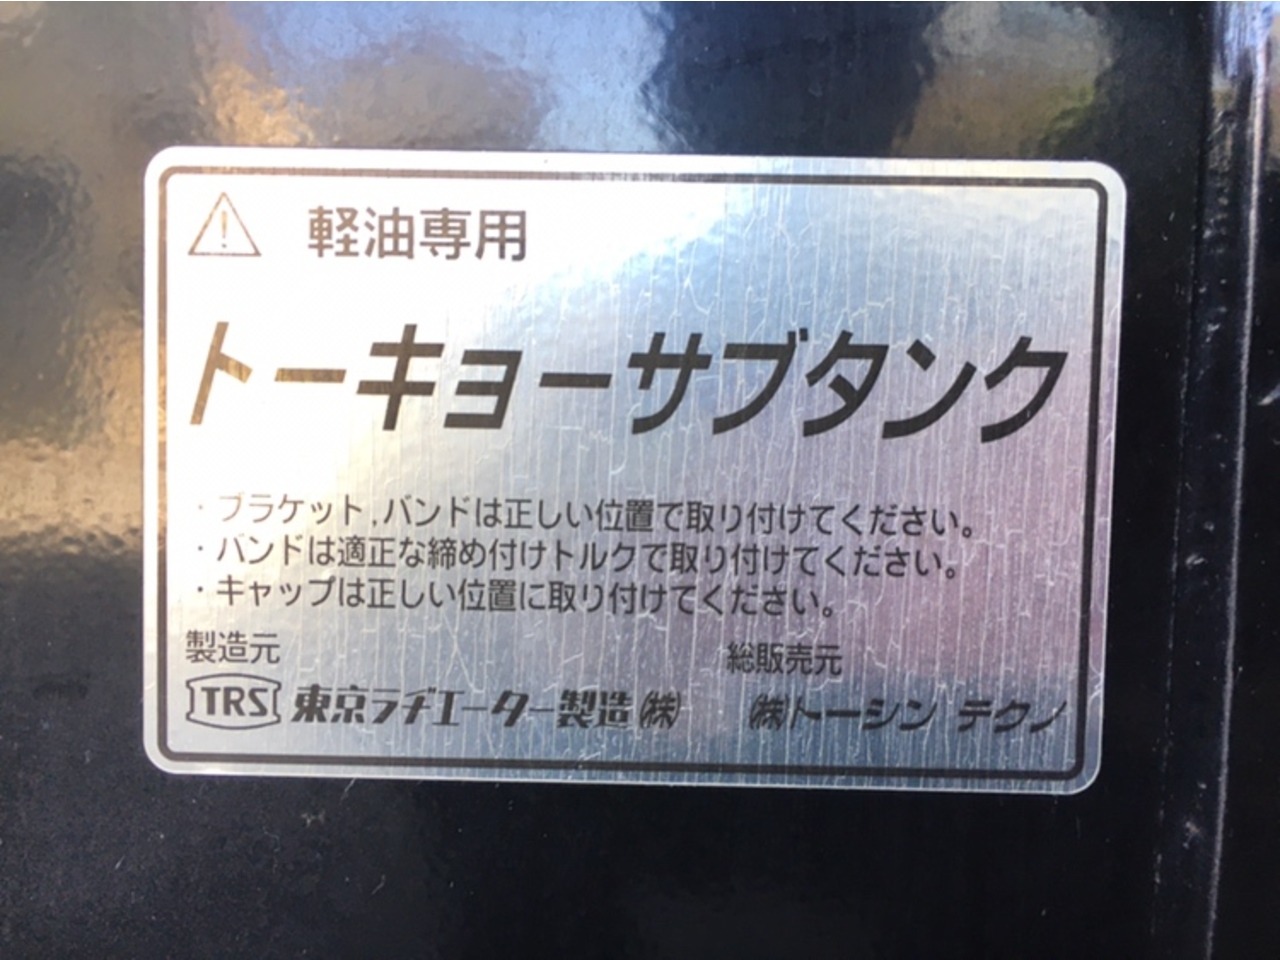 軽油専用
トーキョーサブタンク
・ブラケット,バンドは正しい位置で取り付けてください。
・バンドは適正な締め付けトルクで取り付けてください。
・キャップは正しい位置に取り付けてください。
製造元 総販売元
TRS 東京ラヂエーター製造㈱ ㈱トーシン テクノ